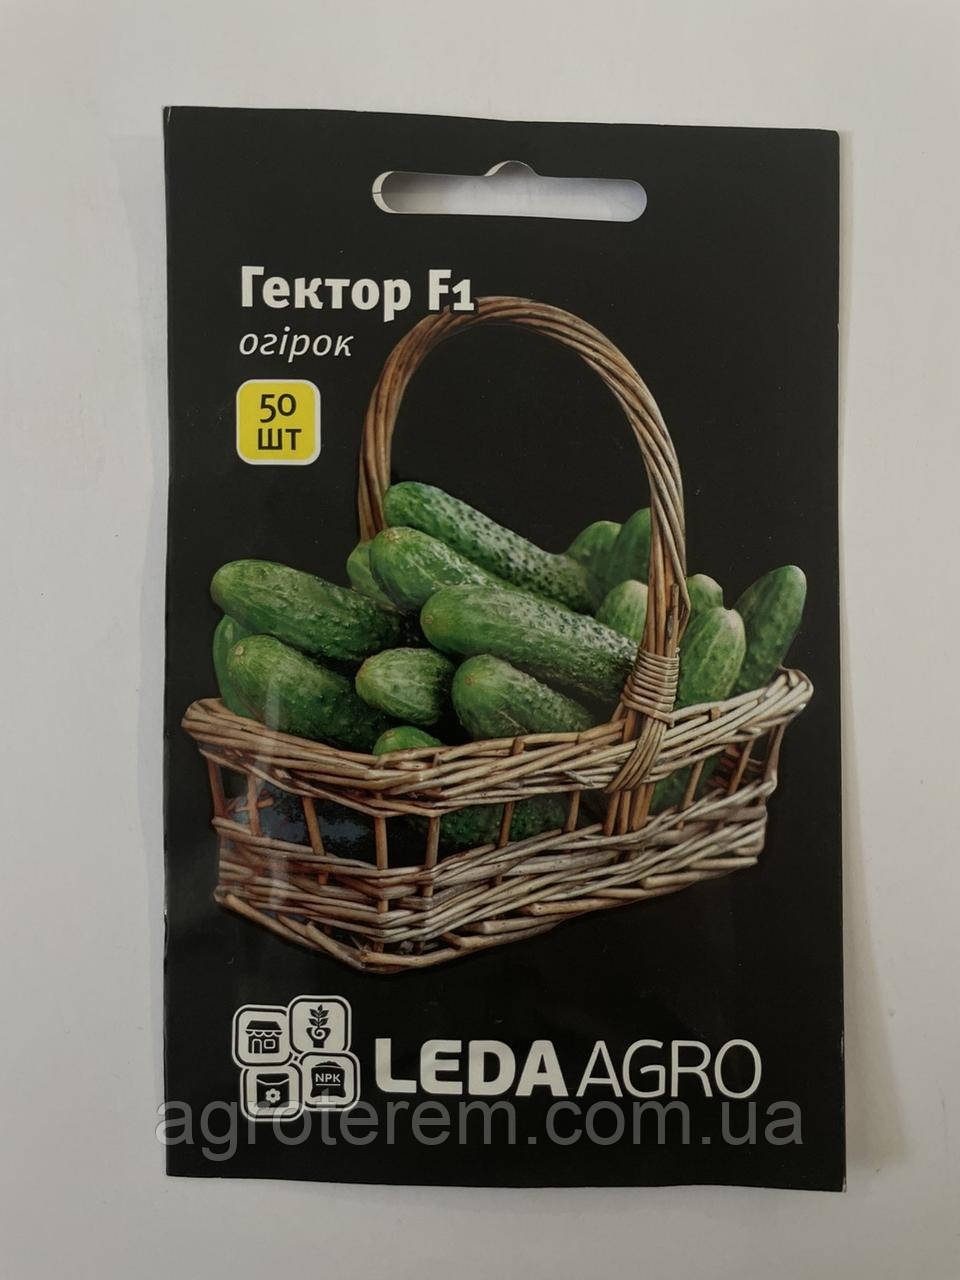 Гектор F1
огірок
50
шт
NPK
LEDA AGRO
agroterem.com.ua